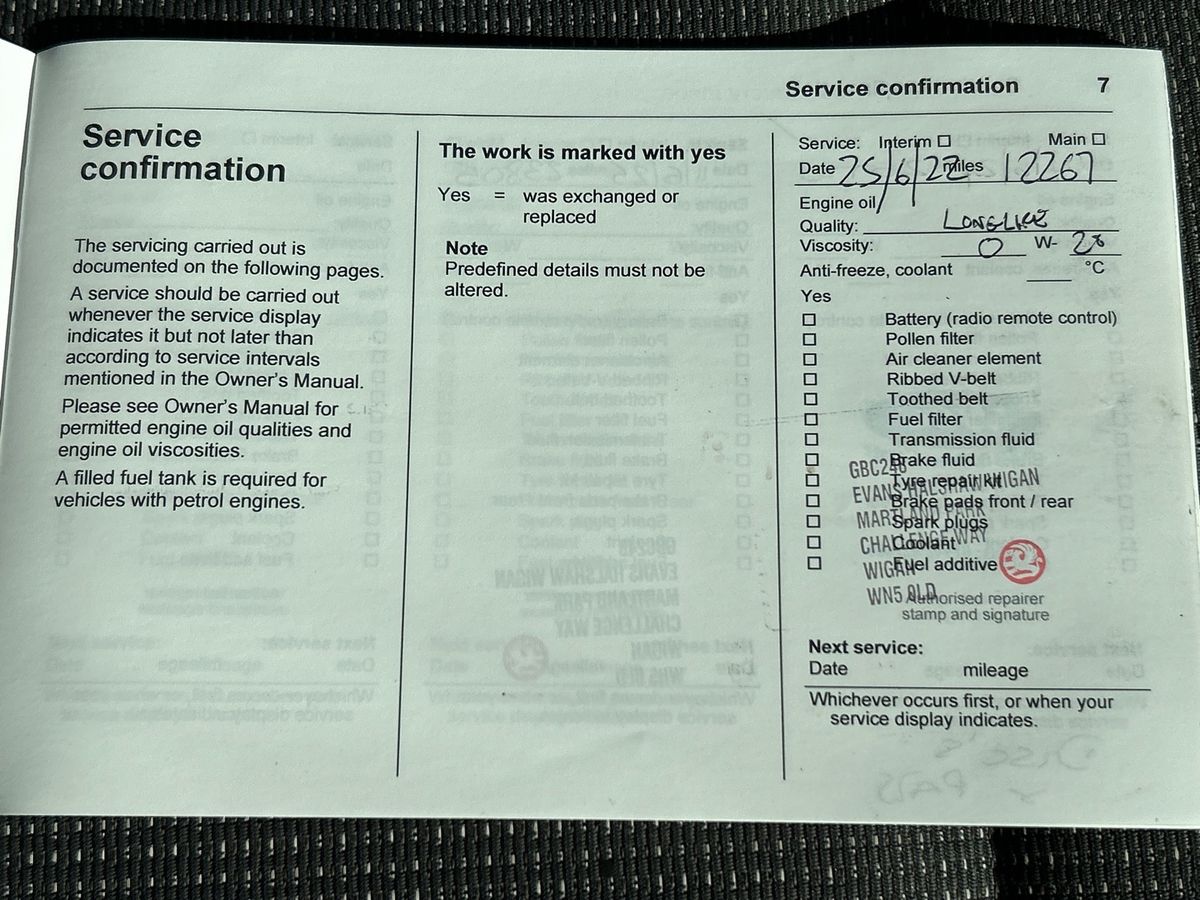 Service confirmation 7
Service
confirmation
The servicing carried out is
documented on the following pages.
A service should be carried out
whenever the service display
indicates it but not later than
according to service intervals
mentioned in the Owner's Manual.
Please see Owner's Manual for
permitted engine oil qualities and
engine oil viscosities.
A filled fuel tank is required for
vehicles with petrol engines.
The work is marked with yes
Yes = was exchanged or
replaced
Note
Predefined details must not be
altered.
Service: Interim ☐ Main ☐
Date 25/6/22 miles 12267
Engine oil
Quality: LONGLIFE
Viscosity: 0 W- 20
Anti-freeze, coolant °C
Yes
☐ Battery (radio remote control)
☐ Pollen filter
☐ Air cleaner element
☐ Ribbed V-belt
☐ Toothed belt
☐ Fuel filter
☐ Transmission fluid
☐ Brake fluid
☐ Tyre repair kit
☐ Brake pads front / rear
☐ Spark plugs
☐ Coolant
☐ Fuel additive
GBC248
EVANS HALSHAW WIGAN
MARTLAND PARK
CHALLENGE WAY
WIGAN
WN5 0LD
Authorised repairer
stamp and signature
Next service:
Date mileage
Whichever occurs first, or when your
service display indicates.